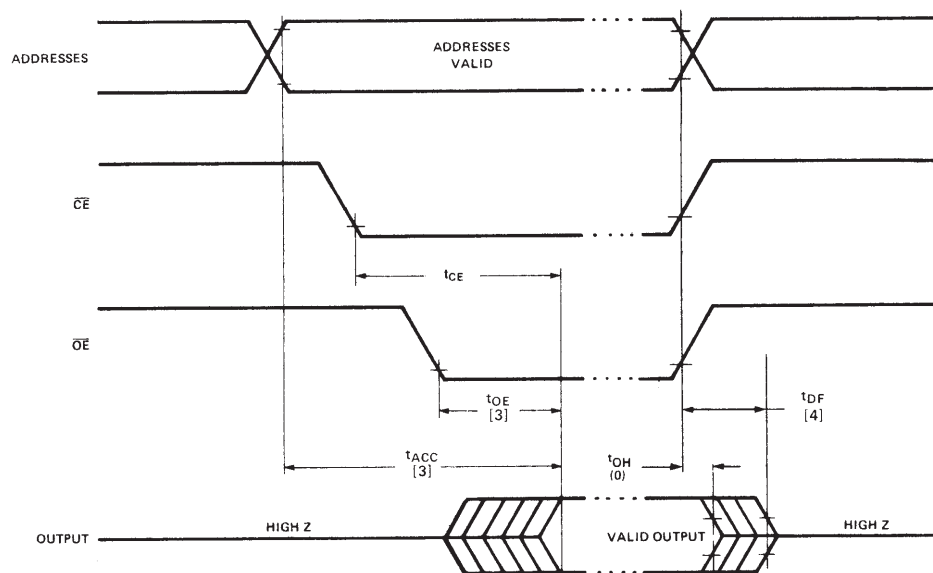 ADDRESSES
ADDRESSES
VALID
CE
tCE
OE
tOE
[3]
tDF
[4]
tACC
[3]
tOH
(0)
OUTPUT
HIGH Z
VALID OUTPUT
HIGH Z